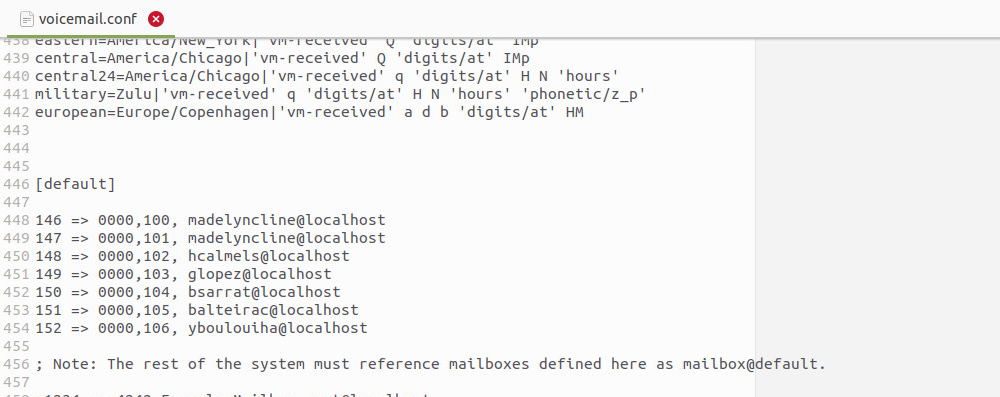 voicemail.conf
438 eastern=America/New_York|'vm-received' Q 'digits/at' IMp
439 central=America/Chicago|'vm-received' Q 'digits/at' IMp
440 central24=America/Chicago|'vm-received' q 'digits/at' H N 'hours'
441 military=Zulu|'vm-received' q 'digits/at' H N 'hours' 'phonetic/z_p'
442 european=Europe/Copenhagen|'vm-received' a d b 'digits/at' HM
443
444
445
446 [default]
447
448 146 => 0000,100, madelyncline@localhost
449 147 => 0000,101, madelyncline@localhost
450 148 => 0000,102, hcalmels@localhost
451 149 => 0000,103, glopez@localhost
452 150 => 0000,104, bsarrat@localhost
453 151 => 0000,105, balteirac@localhost
454 152 => 0000,106, yboulouiha@localhost
455
456 ; Note: The rest of the system must reference mailboxes defined here as mailbox@default.
457